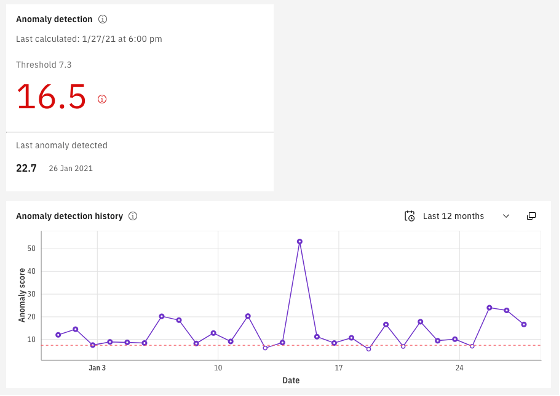 Anomaly detection
Last calculated: 1/27/21 at 6:00 pm
Threshold 7.3
16.5
Last anomaly detected
22.7 26 Jan 2021
Anomaly detection history
Last 12 months
Anomaly score
50
40
30
20
10
Jan 3 10 17 24
Date